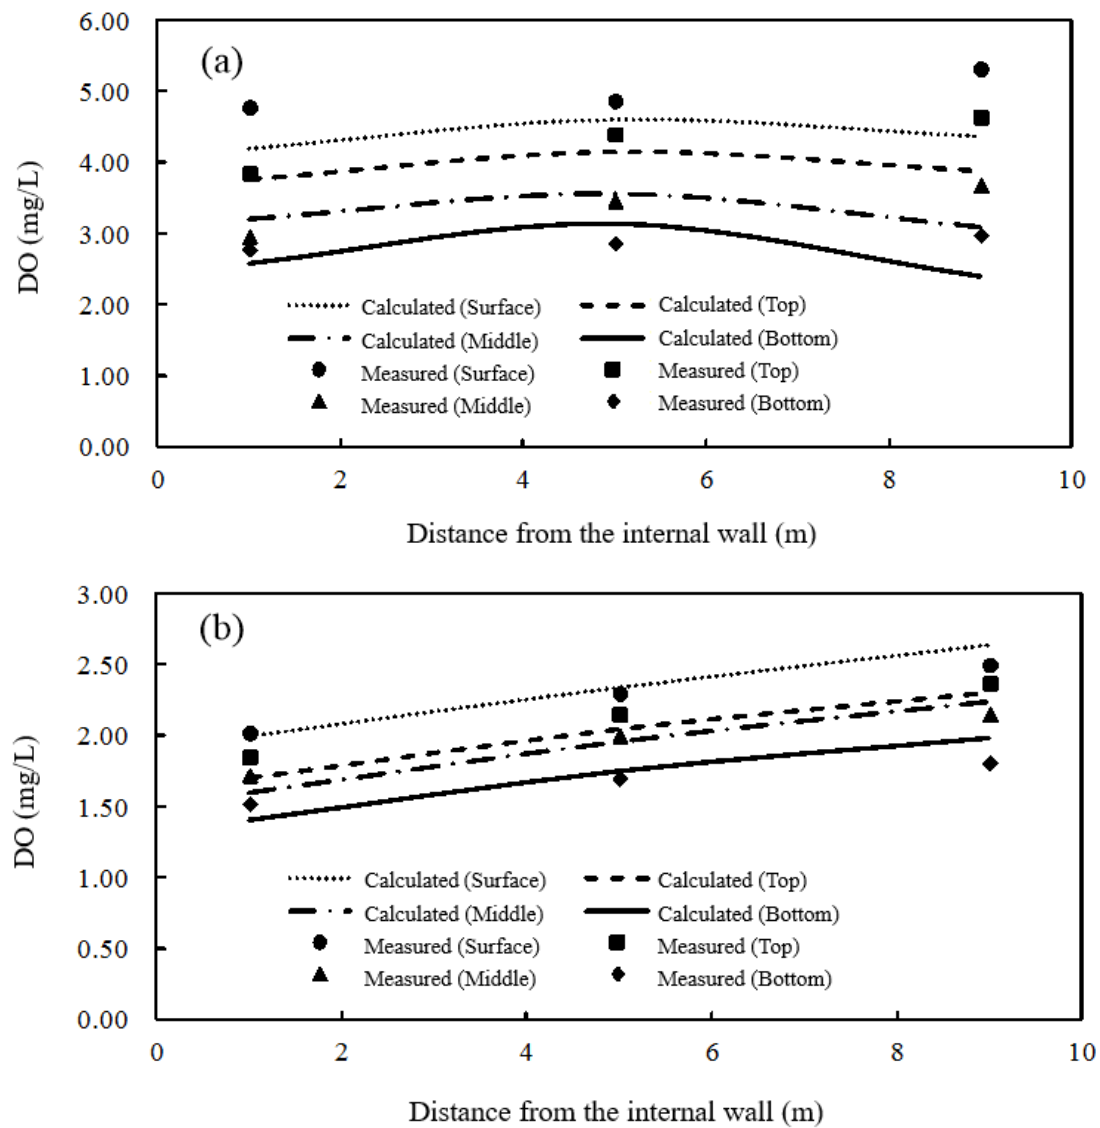 6.00
(a)
5.00
4.00
3.00
2.00
1.00
0.00
DO (mg/L)
Calculated (Surface)
Calculated (Top)
Calculated (Middle)
Calculated (Bottom)
Measured (Surface)
Measured (Top)
Measured (Middle)
Measured (Bottom)
0 2 4 6 8 10
Distance from the internal wall (m)
3.00
(b)
2.50
2.00
1.50
1.00
0.50
0.00
DO (mg/L)
Calculated (Surface)
Calculated (Top)
Calculated (Middle)
Calculated (Bottom)
Measured (Surface)
Measured (Top)
Measured (Middle)
Measured (Bottom)
0 2 4 6 8 10
Distance from the internal wall (m)